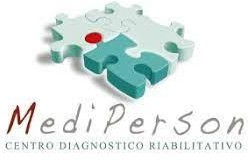 MediPerson
CENTRO DIAGNOSTICO RIABILITATIVO